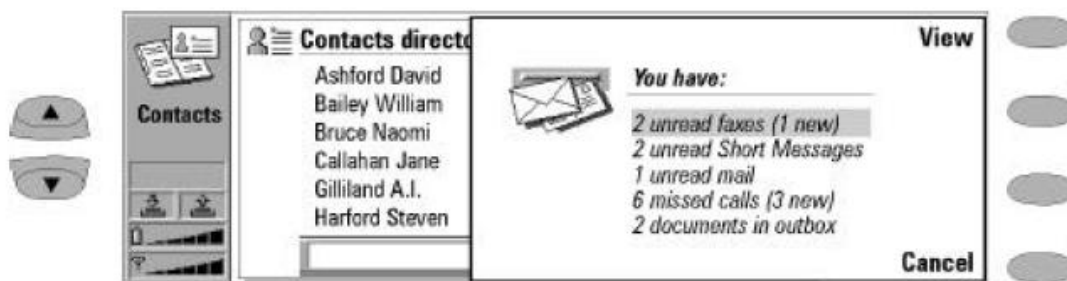 Contacts
Contacts directo
Ashford David
Bailey William
Bruce Naomi
Callahan Jane
Gilliland A.I.
Harford Steven
View
You have:
2 unread faxes (1 new)
2 unread Short Messages
1 unread mail
6 missed calls (3 new)
2 documents in outbox
Cancel